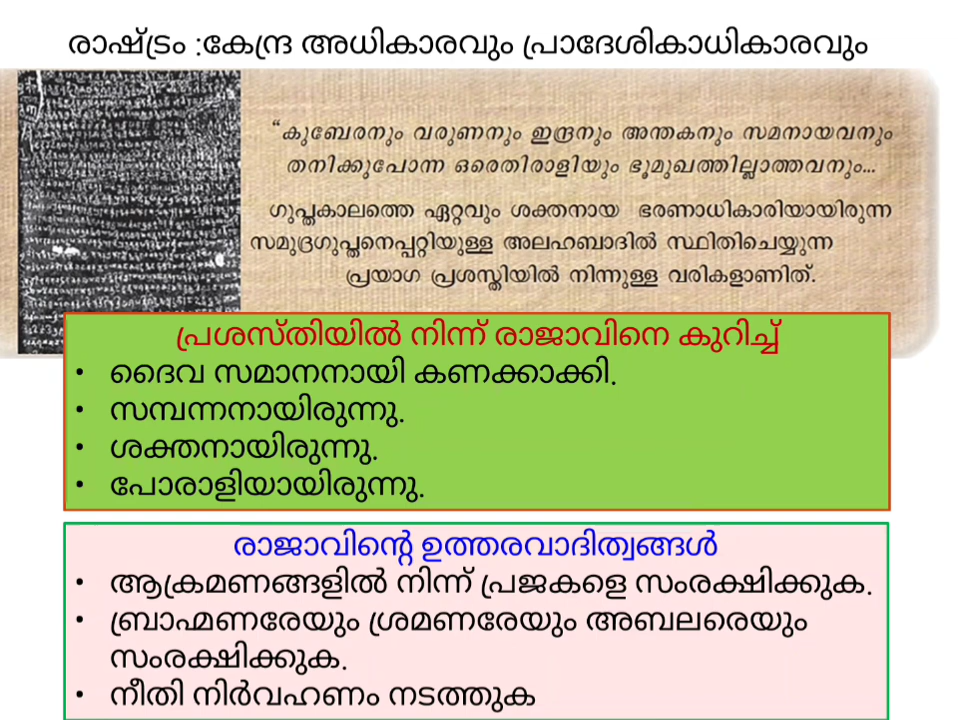 രാഷ്ട്രം :കേന്ദ്ര അധികാരവും പ്രാദേശികാധികാരവും
“കുബേരനും വരുണനും ഇന്ദ്രനും അന്തകനും സമനായവനും
തനിക്കുപോന്ന ഒരെതിരാളിയും ഭൂമുഖത്തില്ലാത്തവനും...
ഗുപ്തകാലത്തെ ഏറ്റവും ശക്തനായ ഭരണാധികാരിയായിരുന്ന
സമുദ്രഗുപ്തനെപ്പറ്റിയുള്ള അലഹബാദിൽ സ്ഥിതിചെയ്യുന്ന
പ്രയാഗ പ്രശസ്തിയിൽ നിന്നുള്ള വരികളാണിത്.
പ്രശസ്തിയിൽ നിന്ന് രാജാവിനെ കുറിച്ച്
• ദൈവ സമാനനായി കണക്കാക്കി.
• സമ്പന്നനായിരുന്നു.
• ശക്തനായിരുന്നു.
• പോരാളിയായിരുന്നു.
രാജാവിന്റെ ഉത്തരവാദിത്വങ്ങൾ
• ആക്രമണങ്ങളിൽ നിന്ന് പ്രജകളെ സംരക്ഷിക്കുക.
• ബ്രാഹ്മണരേയും ശ്രമണരേയും അബലരെയും
സംരക്ഷിക്കുക.
• നീതി നിർവഹണം നടത്തുക